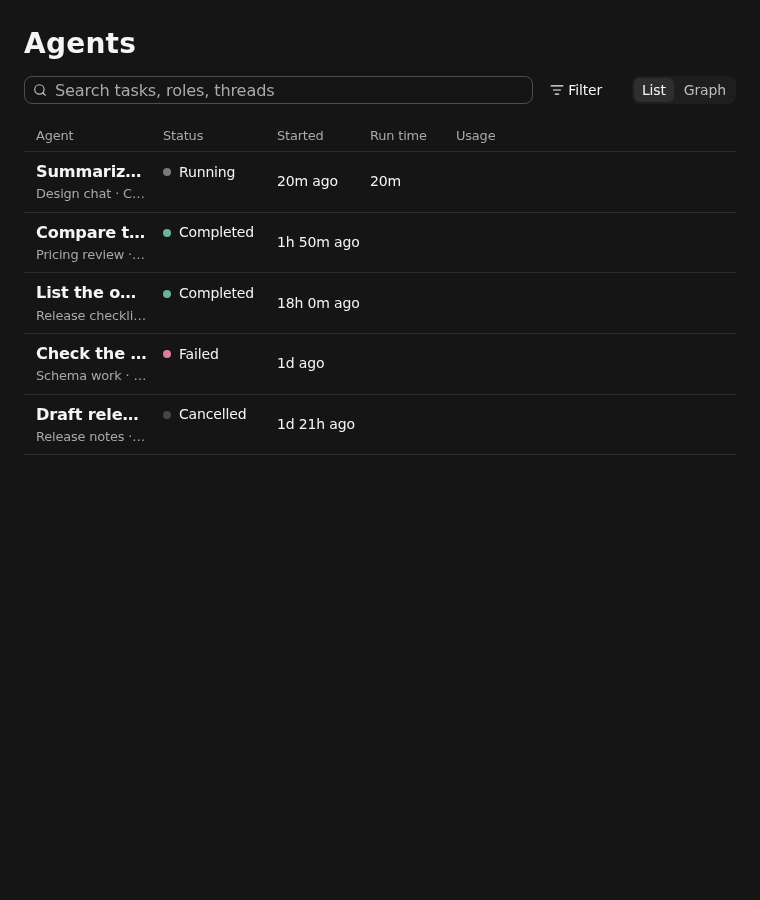 Agents
Search tasks, roles, threads
Filter
List Graph
Agent Status Started Run time Usage
Summariz… Running 20m ago 20m
Design chat · C…
Compare t… Completed 1h 50m ago
Pricing review ·…
List the o… Completed 18h 0m ago
Release checkli…
Check the … Failed 1d ago
Schema work · …
Draft rele… Cancelled 1d 21h ago
Release notes ·…